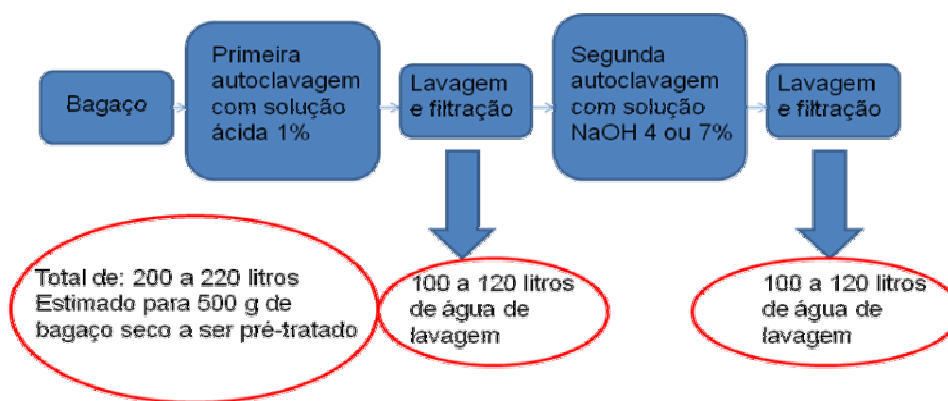 Bagaço
Primeira
autoclavagem
com solução
ácida 1%
Lavagem
e filtração
Segunda
autoclavagem
com solução
NaOH 4 ou 7%
Lavagem
e filtração
Total de: 200 a 220 litros
Estimado para 500 g de
bagaço seco a ser pré-tratado
100 a 120 litros
de água de
lavagem
100 a 120 litros
de água de
lavagem